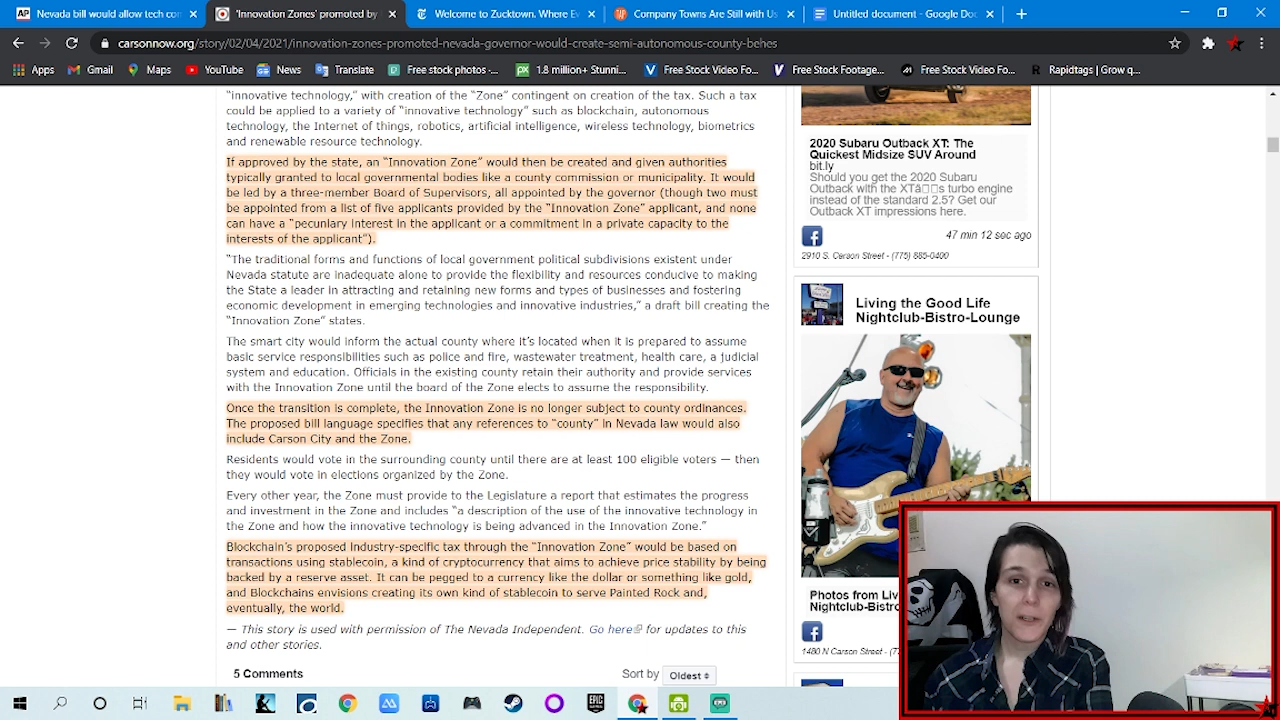 Nevada bill would allow tech con
'Innovation Zones' promoted by
Welcome to Zucktown. Where Ev
Company Towns Are Still with Us
Untitled document - Google Doc
carsonnow.org/story/02/04/2021/innovation-zones-promoted-nevada-governor-would-create-semi-autonomous-county-behes
Apps
Gmail
Maps
YouTube
News
Translate
Free stock photos -...
1.8 million+ Stunni...
Free Stock Video Fo...
Free Stock Footage...
Free Stock Video Fo...
Rapidtags | Grow q...
"innovative technology," with creation of the "Zone" contingent on creation of the tax. Such a tax
could be applied to a variety of "innovative technology" such as blockchain, autonomous
technology, the Internet of things, robotics, artificial intelligence, wireless technology, biometrics
and renewable resource technology.
If approved by the state, an "Innovation Zone" would then be created and given authorities
typically granted to local governmental bodies like a county commission or municipality. It would
be led by a three-member Board of Supervisors, all appointed by the governor (though two must
be appointed from a list of five applicants provided by the "Innovation Zone" applicant, and none
can have a "pecuniary interest in the applicant or a commitment in a private capacity to the
interests of the applicant").
"The traditional forms and functions of local government political subdivisions existent under
Nevada statute are inadequate alone to provide the flexibility and resources conducive to making
the State a leader in attracting and retaining new forms and types of businesses and fostering
economic development in emerging technologies and innovative industries," a draft bill creating the
"Innovation Zone" states.
The smart city would inform the actual county where it's located when it is prepared to assume
basic service responsibilities such as police and fire, wastewater treatment, health care, a judicial
system and education. Officials in the existing county retain their authority and provide services
with the Innovation Zone until the board of the Zone elects to assume the responsibility.
Once the transition is complete, the Innovation Zone is no longer subject to county ordinances.
The proposed bill language specifies that any references to "county" in Nevada law would also
include Carson City and the Zone.
Residents would vote in the surrounding county until there are at least 100 eligible voters — then
they would vote in elections organized by the Zone.
Every other year, the Zone must provide to the Legislature a report that estimates the progress
and investment in the Zone and includes "a description of the use of the innovative technology in
the Zone and how the innovative technology is being advanced in the Innovation Zone."
Blockchain's proposed industry-specific tax through the "Innovation Zone" would be based on
transactions using stablecoin, a kind of cryptocurrency that aims to achieve price stability by being
backed by a reserve asset. It can be pegged to a currency like the dollar or something like gold,
and Blockchains envisions creating its own kind of stablecoin to serve Painted Rock and,
eventually, the world.
— This story is used with permission of The Nevada Independent. Go here for updates to this
and other stories.
5 Comments
Sort by
Oldest
2020 Subaru Outback XT: The
Quickest Midsize SUV Around
bit.ly
Should you get the 2020 Subaru
Outback with the XTâ□□s turbo engine
instead of the standard 2.5? Get our
Outback XT impressions here.
47 min 12 sec ago
2910 S. Carson Street - (775) 885-0400
Living the Good Life
Nightclub-Bistro-Lounge
Photos from Liv
Nightclub-Bistro
1480 N Carson Street - (77